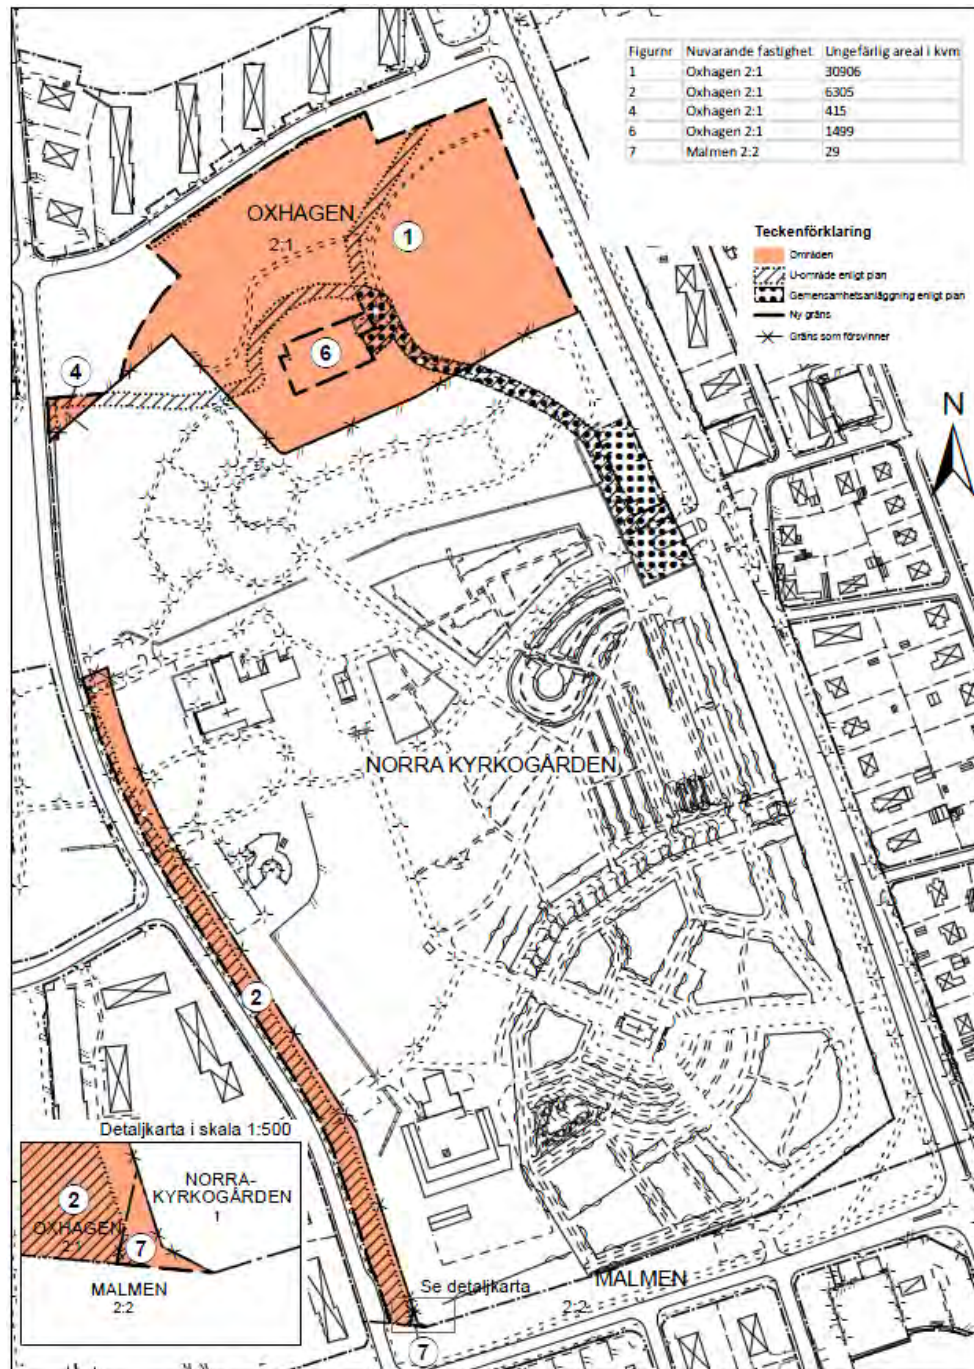 Figurnr Nuvarande fastighet Ungefärlig areal i kvm
1 Oxhagen 2:1 30906
2 Oxhagen 2:1 6305
4 Oxhagen 2:1 415
6 Oxhagen 2:1 1499
7 Malmen 2:2 29
Teckenförklaring
Områden
U-område enligt plan
Gemensamhetsanläggning enligt plan
Ny gräns
Gräns som försvinner
OXHAGEN
2:1
1
6
4
N
NORRA KYRKOGÅRDEN
2
Detaljkarta i skala 1:500
NORRA-
KYRKOGÅRDEN
1
2
OXHAGEN
2:1
7
MALMEN
2:2
Se detaljkarta
MALMEN
2:2
7